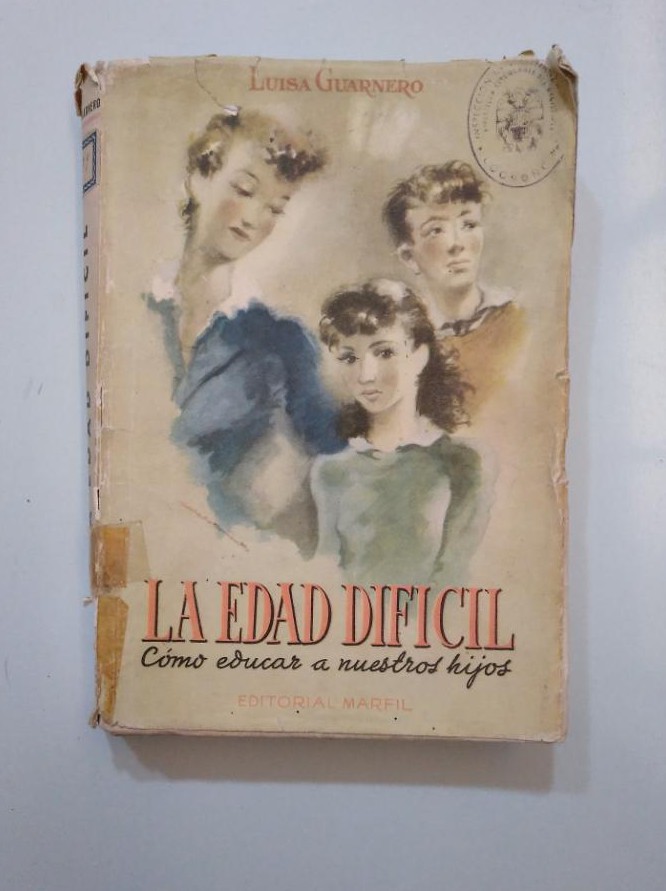 LUISA GUARNERO
LA EDAD DIFICIL
Cómo educar a nuestros hijos
EDITORIAL MARFIL